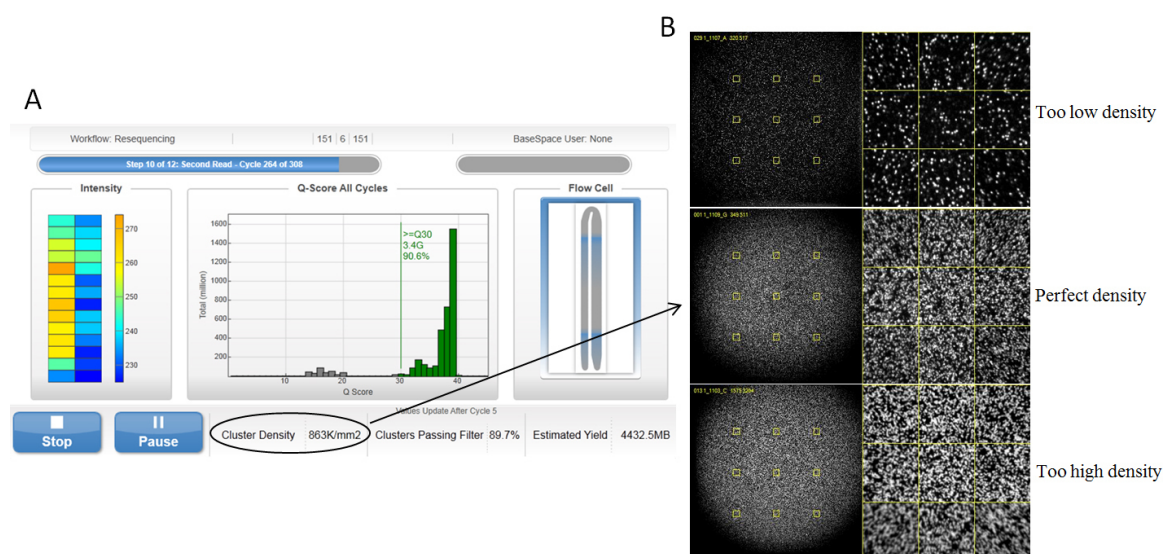 A
Workflow: Resequencing
151 6 151
BaseSpace User: None
Step 10 of 12: Second Read - Cycle 264 of 308
Intensity
270
260
250
240
230
Q-Score All Cycles
Total (million)
1600
1400
1200
1000
800
600
400
200
>=Q30
3.4G
90.6%
10 20 30 40
Q Score
Flow Cell
Values Update After Cycle 5
Stop
Pause
Cluster Density 863K/mm2
Clusters Passing Filter 89.7%
Estimated Yield 4432.5MB
B
Too low density
Perfect density
Too high density